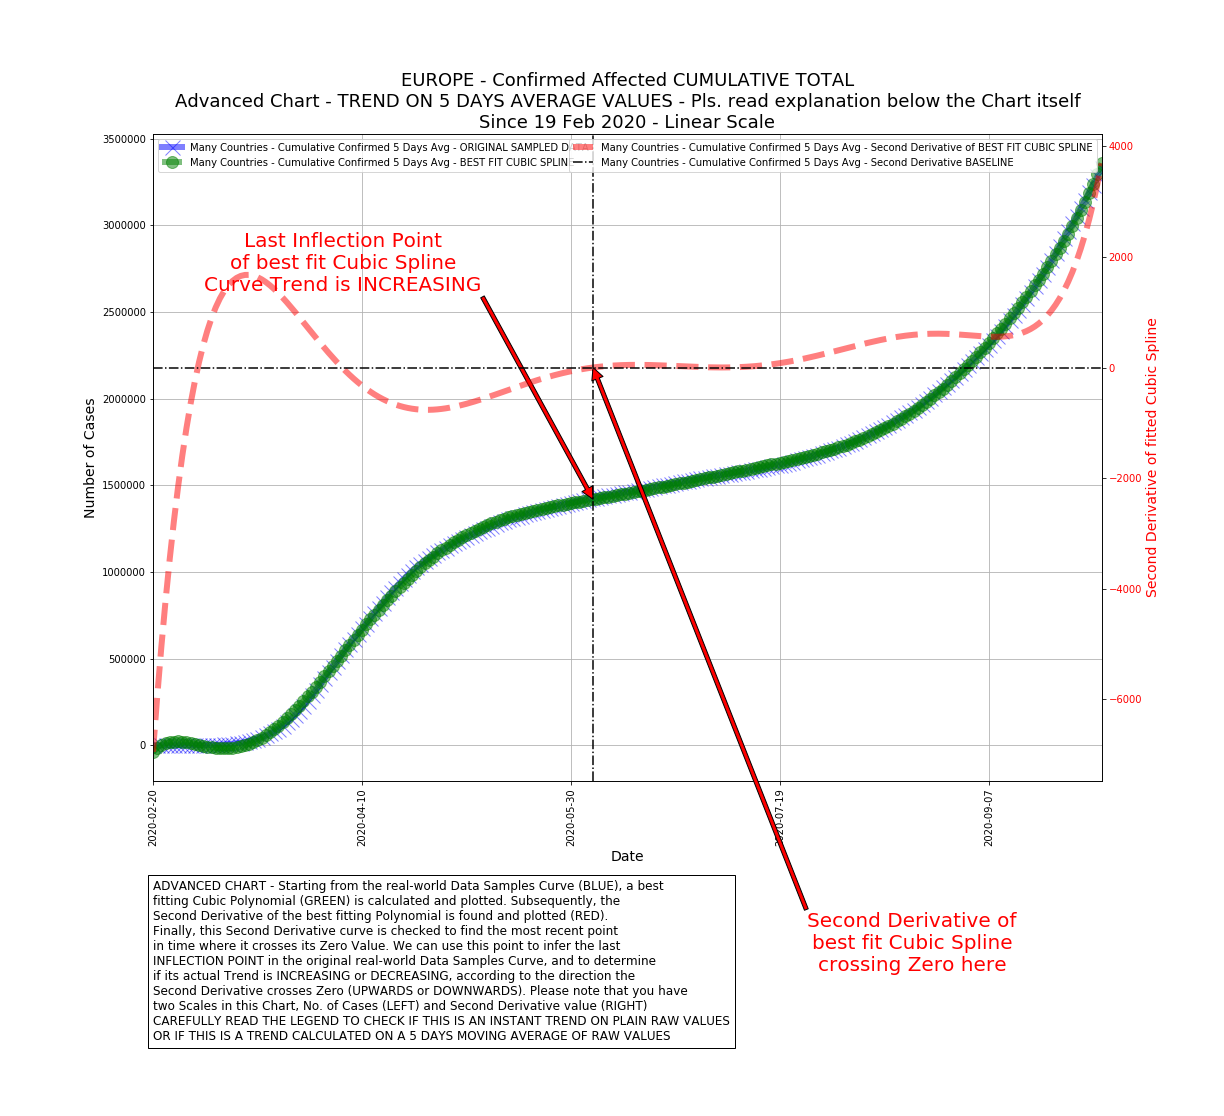 EUROPE - Confirmed Affected CUMULATIVE TOTAL
Advanced Chart - TREND ON 5 DAYS AVERAGE VALUES - Pls. read explanation below the Chart itself
Since 19 Feb 2020 - Linear Scale
Many Countries - Cumulative Confirmed 5 Days Avg - ORIGINAL SAMPLED
Many Countries - Cumulative Confirmed 5 Days Avg - BEST FIT CUBIC SPLIN
Many Countries - Cumulative Confirmed 5 Days Avg - Second Derivative of BEST FIT CUBIC SPLINE
Many Countries - Cumulative Confirmed 5 Days Avg - Second Derivative BASELINE
Last Inflection Point
of best fit Cubic Spline
Curve Trend is INCREASING
Number of Cases
3500000
3000000
2500000
2000000
1500000
1000000
500000
0
4000
2000
0
−2000
−4000
−6000
Second Derivative of fitted Cubic Spline
2020-02-20
2020-04-10
2020-05-30
2020-07-19
2020-09-07
Date
Second Derivative of
best fit Cubic Spline
crossing Zero here
ADVANCED CHART - Starting from the real-world Data Samples Curve (BLUE), a best
fitting Cubic Polynomial (GREEN) is calculated and plotted. Subsequently, the
Second Derivative of the best fitting Polynomial is found and plotted (RED).
Finally, this Second Derivative curve is checked to find the most recent point
in time where it crosses its Zero Value. We can use this point to infer the last
INFLECTION POINT in the original real-world Data Samples Curve, and to determine
if its actual Trend is INCREASING or DECREASING, according to the direction the
Second Derivative crosses Zero (UPWARDS or DOWNWARDS). Please note that you have
two Scales in this Chart, No. of Cases (LEFT) and Second Derivative value (RIGHT)
CAREFULLY READ THE LEGEND TO CHECK IF THIS IS AN INSTANT TREND ON PLAIN RAW VALUES
OR IF THIS IS A TREND CALCULATED ON A 5 DAYS MOVING AVERAGE OF RAW VALUES